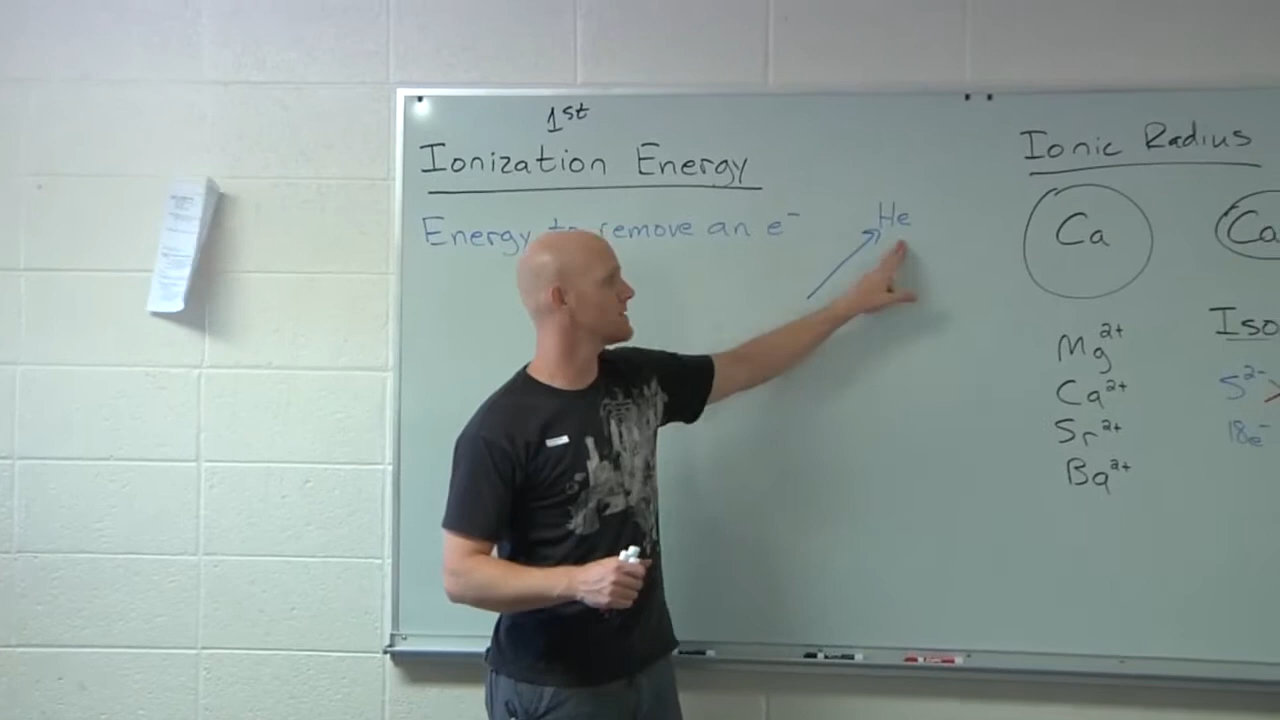 1st
Ionization Energy
Energy to remove an e⁻
He
Ionic Radius
Ca
Ca
Mg²⁺
Ca²⁺
Sr²⁺
Ba²⁺
Iso
S²⁻ >
18e⁻